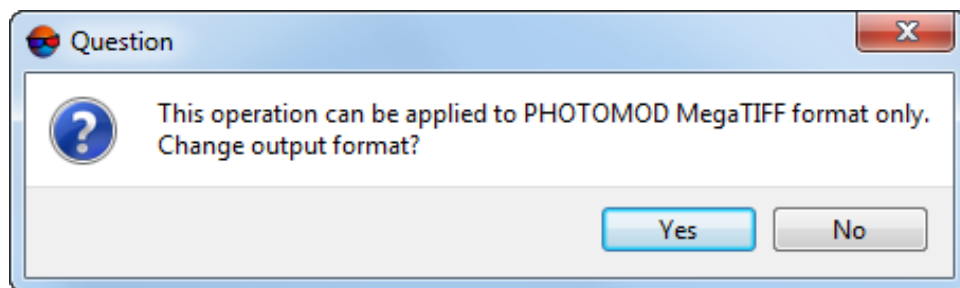 Question
This operation can be applied to PHOTOMOD MegaTIFF format only.
Change output format?
Yes No